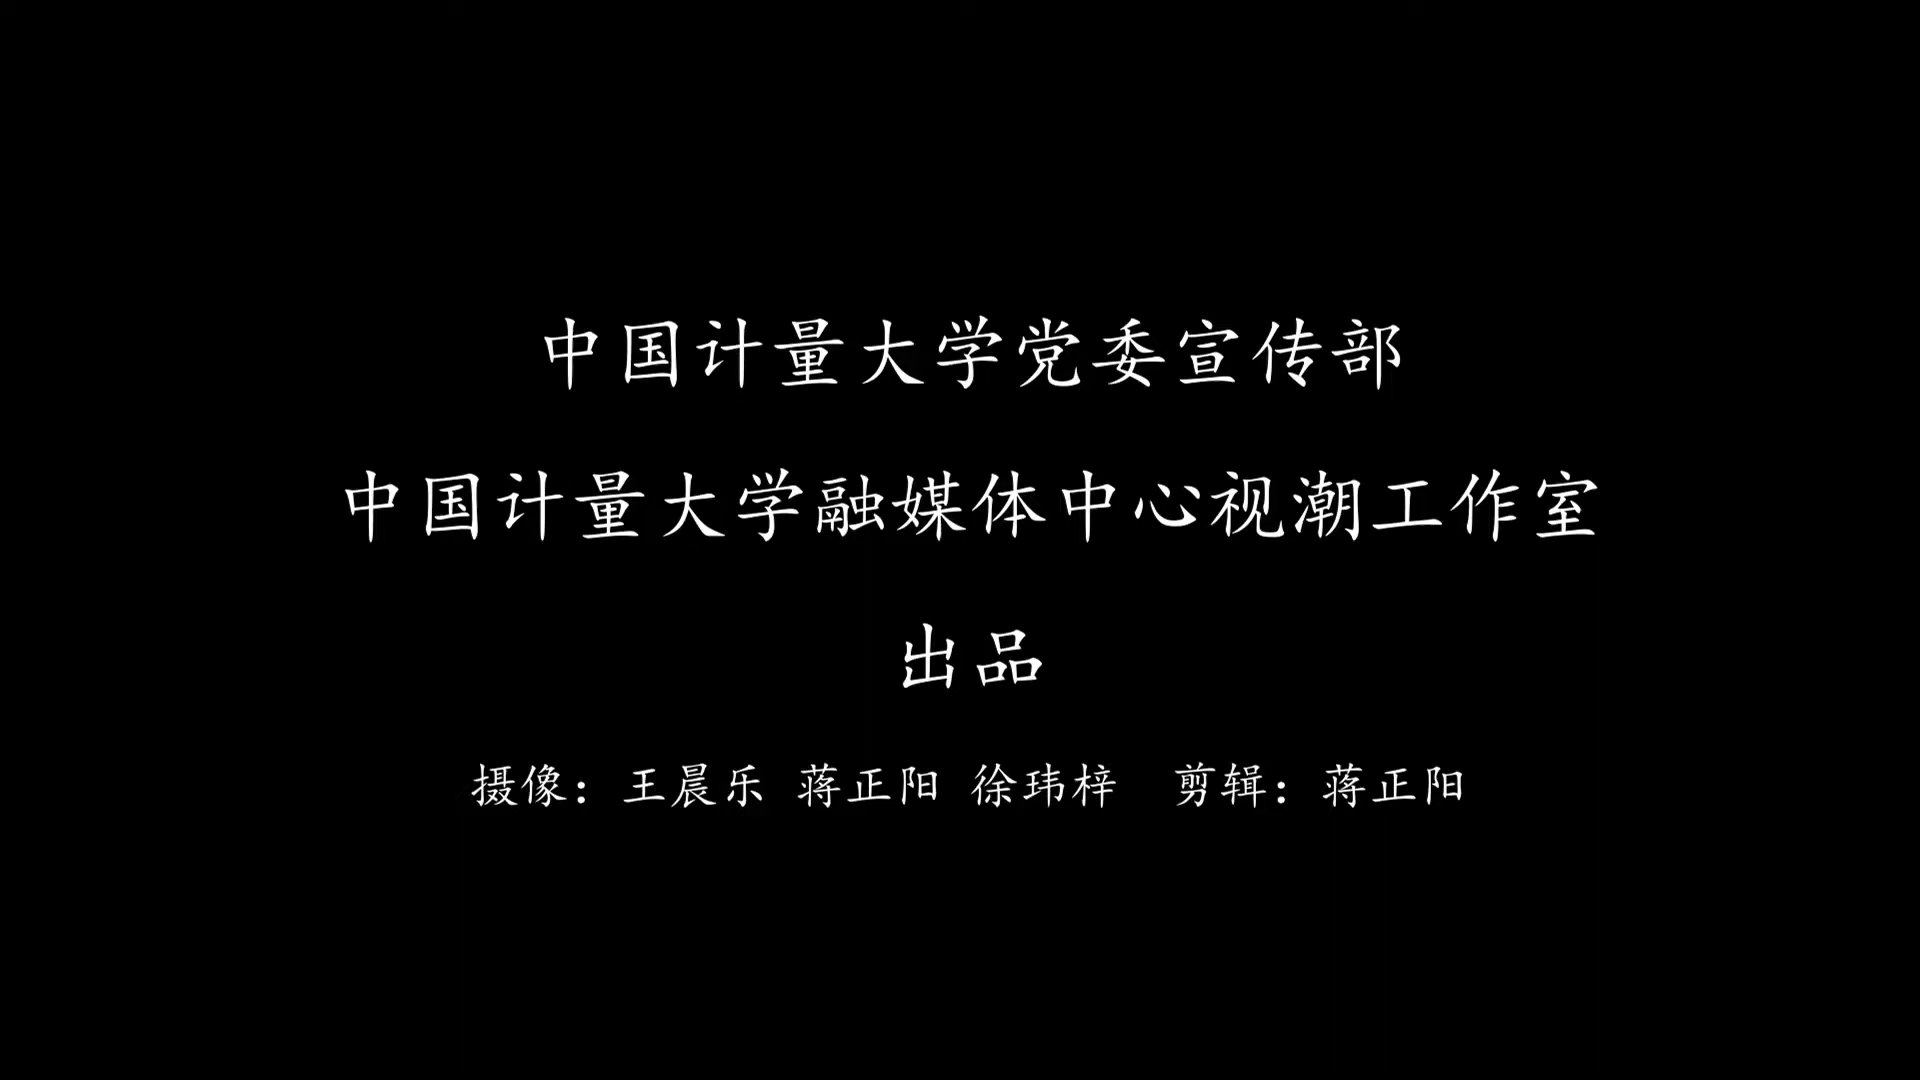 中国计量大学党委宣传部
中国计量大学融媒体中心视潮工作室
出品
摄像：王晨乐 蒋正阳 徐玮梓 剪辑：蒋正阳